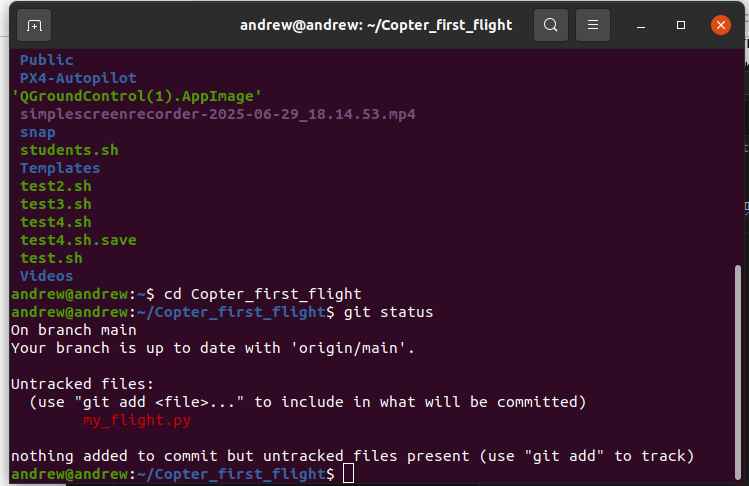 andrew@andrew: ~/Copter_first_flight
Public
PX4-Autopilot
'QGroundControl(1).AppImage'
simplescreenrecorder-2025-06-29_18.14.53.mp4
snap
students.sh
Templates
test2.sh
test3.sh
test4.sh
test4.sh.save
test.sh
Videos
andrew@andrew:~$ cd Copter_first_flight
andrew@andrew:~/Copter_first_flight$ git status
On branch main
Your branch is up to date with 'origin/main'.
Untracked files:
(use "git add <file>..." to include in what will be committed)
my_flight.py
nothing added to commit but untracked files present (use "git add" to track)
andrew@andrew:~/Copter_first_flight$